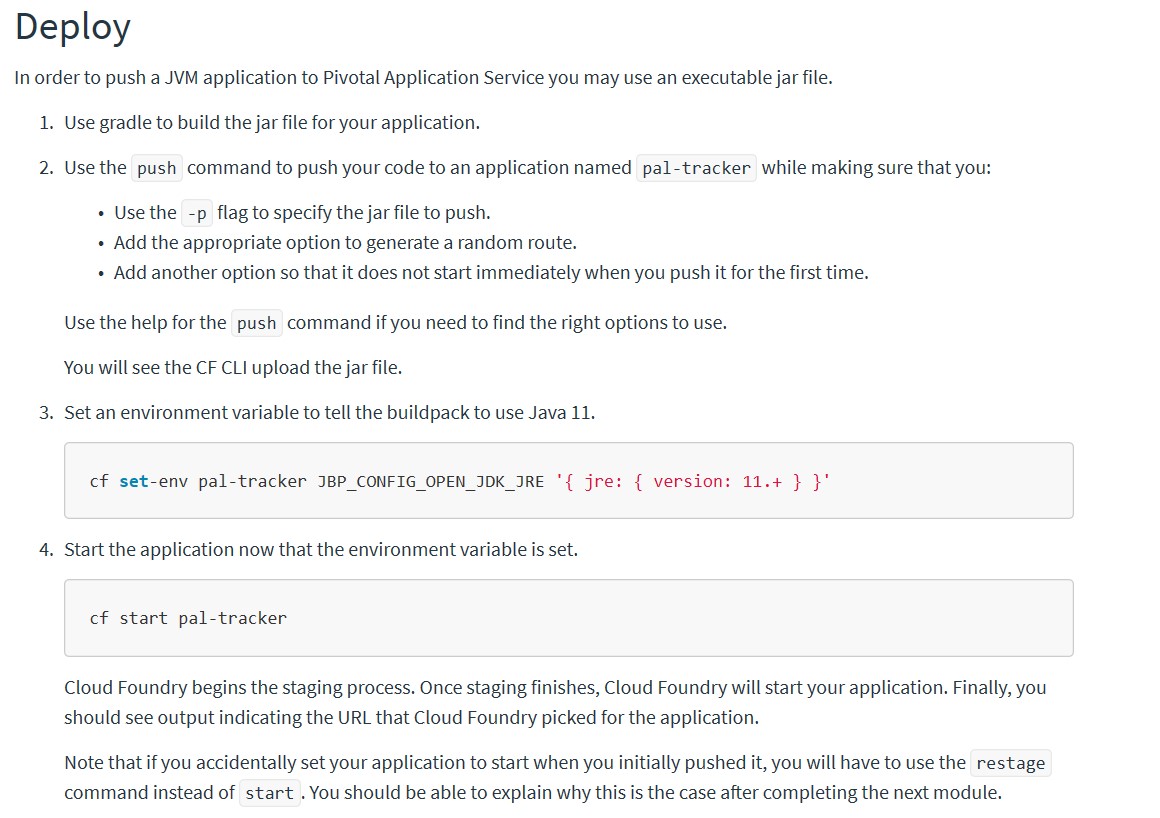 Deploy
In order to push a JVM application to Pivotal Application Service you may use an executable jar file.
1. Use gradle to build the jar file for your application.
2. Use the push command to push your code to an application named pal-tracker while making sure that you:
• Use the -p flag to specify the jar file to push.
• Add the appropriate option to generate a random route.
• Add another option so that it does not start immediately when you push it for the first time.
Use the help for the push command if you need to find the right options to use.
You will see the CF CLI upload the jar file.
3. Set an environment variable to tell the buildpack to use Java 11.
cf set-env pal-tracker JBP_CONFIG_OPEN_JDK_JRE '{ jre: { version: 11.+ } }'
4. Start the application now that the environment variable is set.
cf start pal-tracker
Cloud Foundry begins the staging process. Once staging finishes, Cloud Foundry will start your application. Finally, you
should see output indicating the URL that Cloud Foundry picked for the application.
Note that if you accidentally set your application to start when you initially pushed it, you will have to use the restage
command instead of start. You should be able to explain why this is the case after completing the next module.